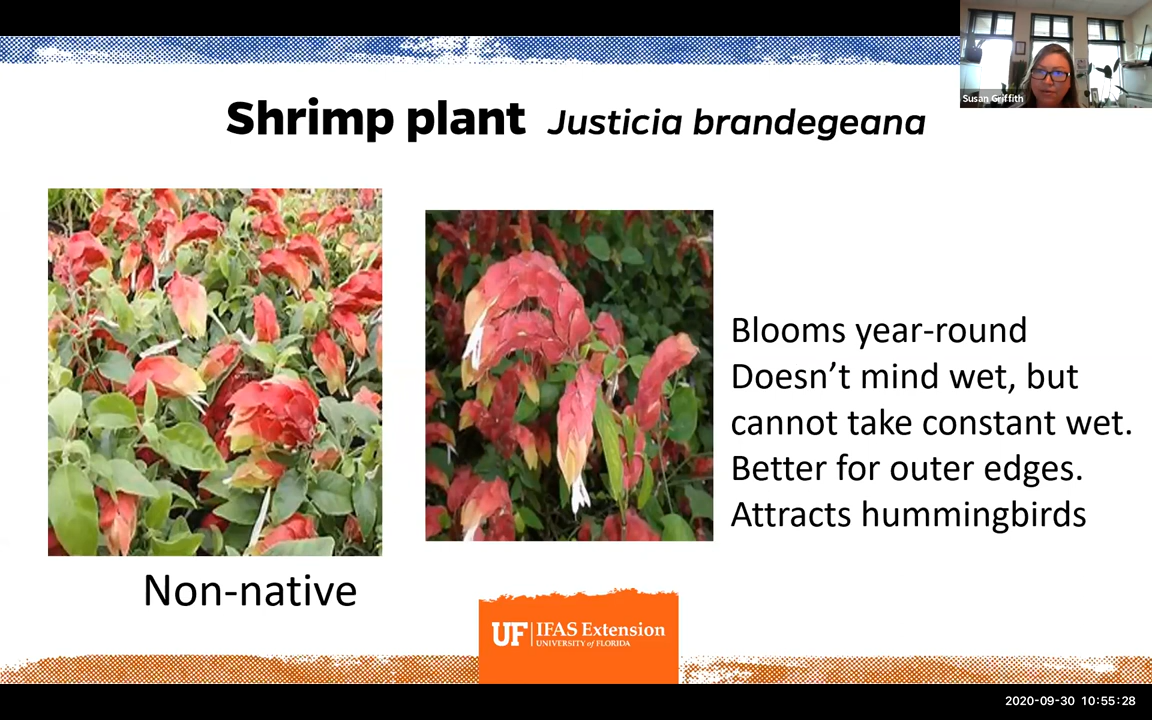 Susan Griffith
Shrimp plant Justicia brandegeana
Blooms year-round
Doesn’t mind wet, but
cannot take constant wet.
Better for outer edges.
Attracts hummingbirds
Non-native
UF IFAS Extension
UNIVERSITY of FLORIDA
2020-09-30 10:55:28